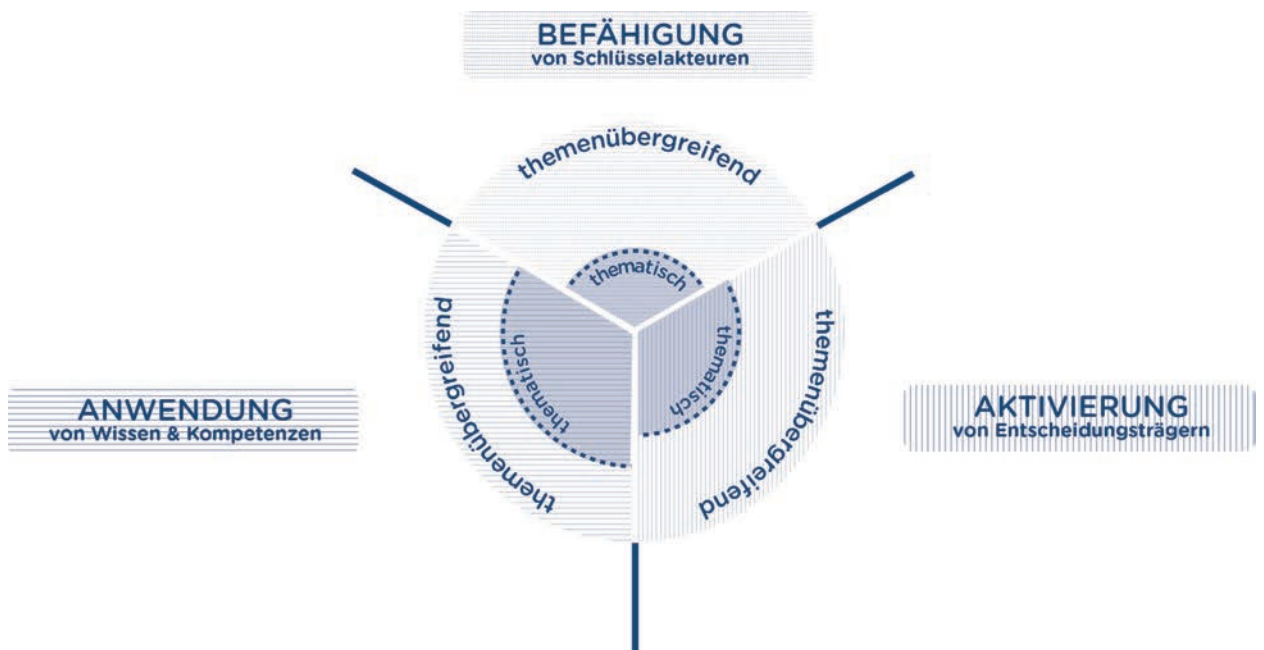 BEFÄHIGUNG
von Schlüsselakteuren
themenübergreifend
thematisch
themenübergreifend
thematisch
thematisch
themenübergreifend
ANWENDUNG
von Wissen & Kompetenzen
AKTIVIERUNG
von Entscheidungsträgern